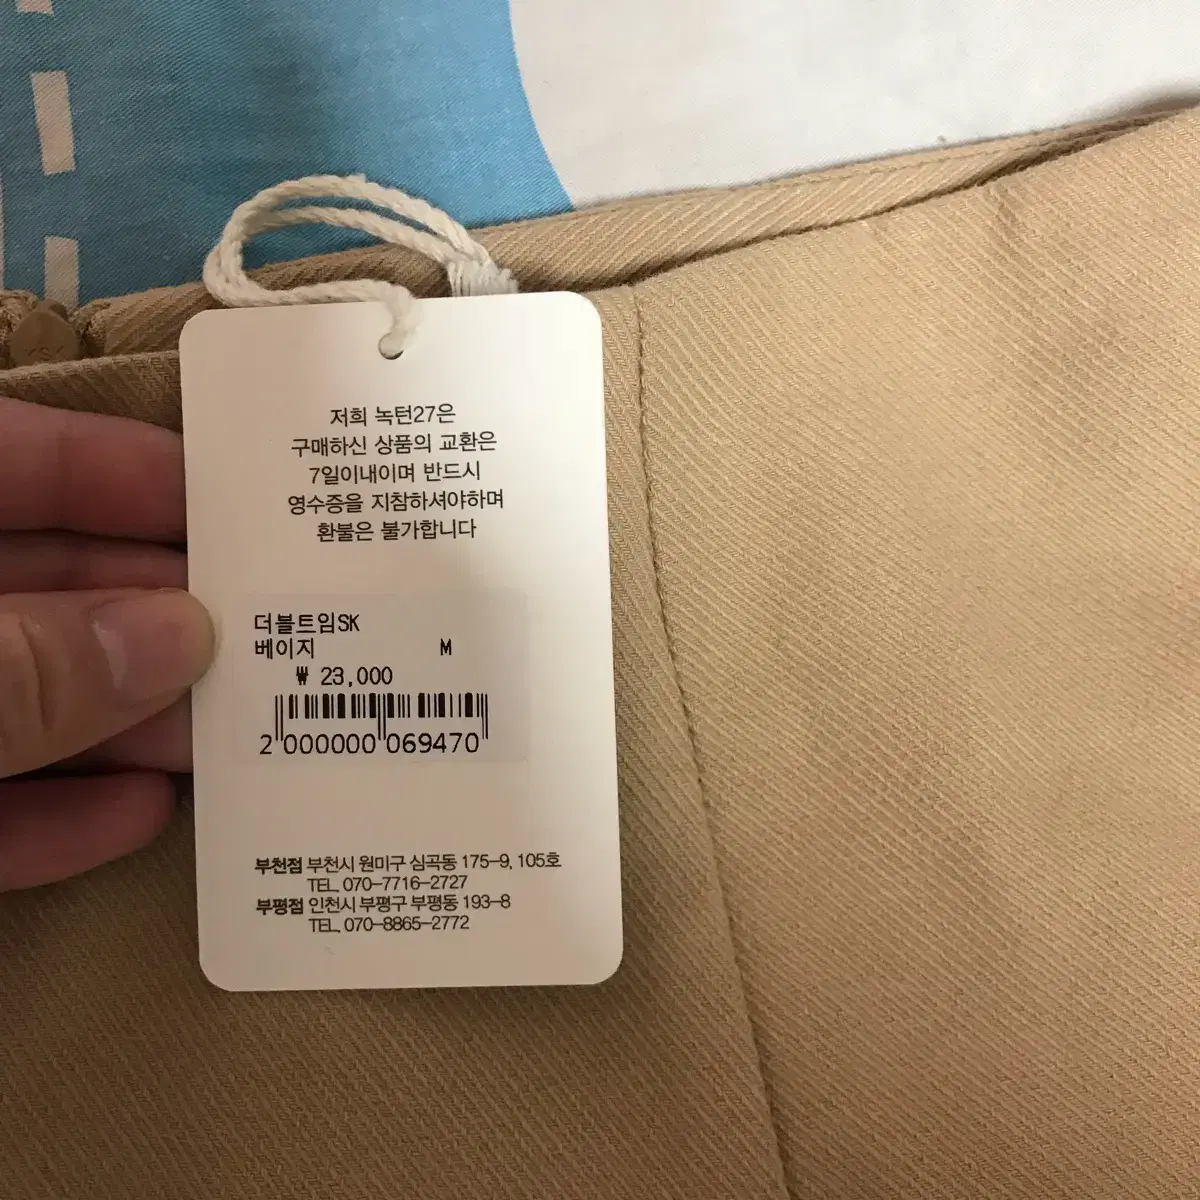 저희 녹턴27은
구매하신 상품의 교환은
7일이내이며 반드시
영수증을 지참하셔야하며
환불은 불가합니다
더블트임SK
베이지 M
₩ 23,000
2 000000 069470
부천점 부천시 원미구 심곡동 175-9, 105호
TEL. 070-7716-2727
부평점 인천시 부평구 부평동 193-8
TEL. 070-8865-2772